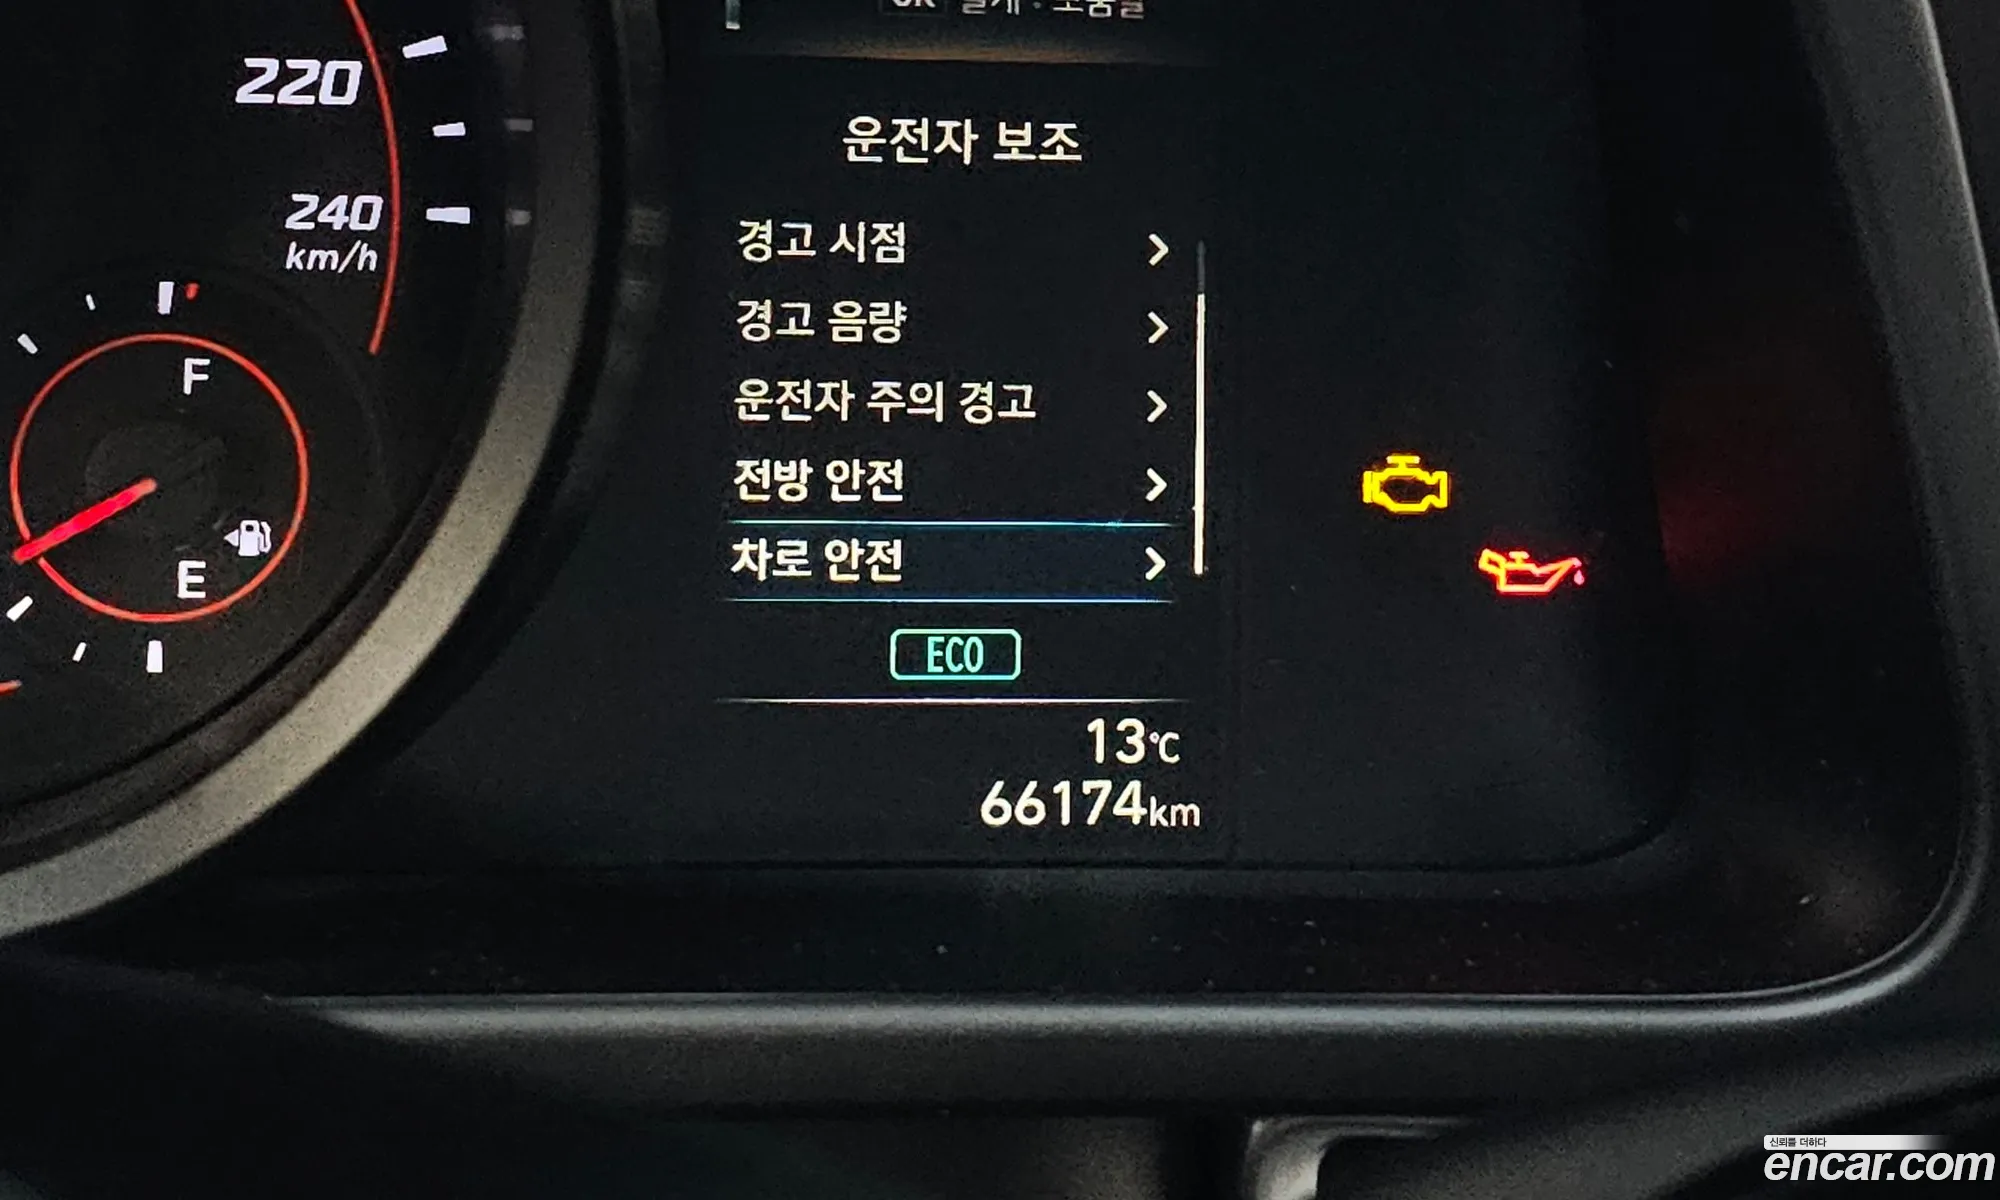 220
240
km/h
F
E
운전자 보조
경고 시점
경고 음량
운전자 주의 경고
전방 안전
차로 안전
ECO
13°C
66174km
신뢰를 더하다
encar.com